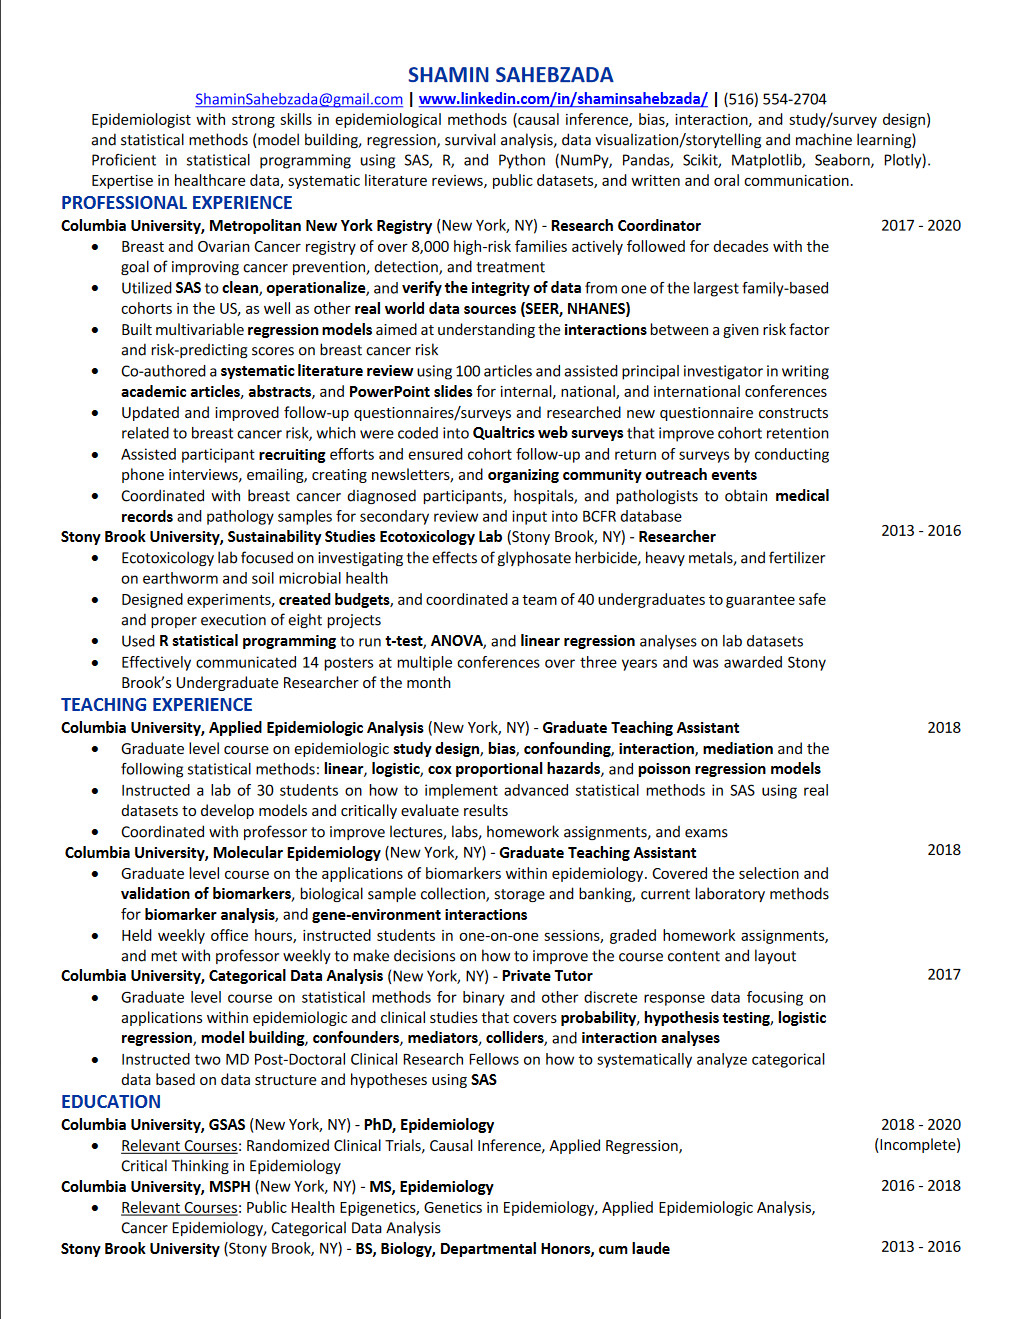 SHAMIN SAHEBZADA
ShaminSahebzada@gmail.com | www.linkedin.com/in/shaminsahebzada/ | (516) 554-2704
Epidemiologist with strong skills in epidemiological methods (causal inference, bias, interaction, and study/survey design)
and statistical methods (model building, regression, survival analysis, data visualization/storytelling and machine learning)
Proficient in statistical programming using SAS, R, and Python (NumPy, Pandas, Scikit, Matplotlib, Seaborn, Plotly).
Expertise in healthcare data, systematic literature reviews, public datasets, and written and oral communication.
PROFESSIONAL EXPERIENCE
Columbia University, Metropolitan New York Registry (New York, NY) - Research Coordinator 2017 - 2020
• Breast and Ovarian Cancer registry of over 8,000 high-risk families actively followed for decades with the
goal of improving cancer prevention, detection, and treatment
• Utilized SAS to clean, operationalize, and verify the integrity of data from one of the largest family-based
cohorts in the US, as well as other real world data sources (SEER, NHANES)
• Built multivariable regression models aimed at understanding the interactions between a given risk factor
and risk-predicting scores on breast cancer risk
• Co-authored a systematic literature review using 100 articles and assisted principal investigator in writing
academic articles, abstracts, and PowerPoint slides for internal, national, and international conferences
• Updated and improved follow-up questionnaires/surveys and researched new questionnaire constructs
related to breast cancer risk, which were coded into Qualtrics web surveys that improve cohort retention
• Assisted participant recruiting efforts and ensured cohort follow-up and return of surveys by conducting
phone interviews, emailing, creating newsletters, and organizing community outreach events
• Coordinated with breast cancer diagnosed participants, hospitals, and pathologists to obtain medical
records and pathology samples for secondary review and input into BCFR database
Stony Brook University, Sustainability Studies Ecotoxicology Lab (Stony Brook, NY) - Researcher 2013 - 2016
• Ecotoxicology lab focused on investigating the effects of glyphosate herbicide, heavy metals, and fertilizer
on earthworm and soil microbial health
• Designed experiments, created budgets, and coordinated a team of 40 undergraduates to guarantee safe
and proper execution of eight projects
• Used R statistical programming to run t-test, ANOVA, and linear regression analyses on lab datasets
• Effectively communicated 14 posters at multiple conferences over three years and was awarded Stony
Brook's Undergraduate Researcher of the month
TEACHING EXPERIENCE
Columbia University, Applied Epidemiologic Analysis (New York, NY) - Graduate Teaching Assistant 2018
• Graduate level course on epidemiologic study design, bias, confounding, interaction, mediation and the
following statistical methods: linear, logistic, cox proportional hazards, and poisson regression models
• Instructed a lab of 30 students on how to implement advanced statistical methods in SAS using real
datasets to develop models and critically evaluate results
• Coordinated with professor to improve lectures, labs, homework assignments, and exams
Columbia University, Molecular Epidemiology (New York, NY) - Graduate Teaching Assistant 2018
• Graduate level course on the applications of biomarkers within epidemiology. Covered the selection and
validation of biomarkers, biological sample collection, storage and banking, current laboratory methods
for biomarker analysis, and gene-environment interactions
• Held weekly office hours, instructed students in one-on-one sessions, graded homework assignments,
and met with professor weekly to make decisions on how to improve the course content and layout
Columbia University, Categorical Data Analysis (New York, NY) - Private Tutor 2017
• Graduate level course on statistical methods for binary and other discrete response data focusing on
applications within epidemiologic and clinical studies that covers probability, hypothesis testing, logistic
regression, model building, confounders, mediators, colliders, and interaction analyses
• Instructed two MD Post-Doctoral Clinical Research Fellows on how to systematically analyze categorical
data based on data structure and hypotheses using SAS
EDUCATION
Columbia University, GSAS (New York, NY) - PhD, Epidemiology 2018 - 2020
• Relevant Courses: Randomized Clinical Trials, Causal Inference, Applied Regression, (Incomplete)
Critical Thinking in Epidemiology
Columbia University, MSPH (New York, NY) - MS, Epidemiology 2016 - 2018
• Relevant Courses: Public Health Epigenetics, Genetics in Epidemiology, Applied Epidemiologic Analysis,
Cancer Epidemiology, Categorical Data Analysis
Stony Brook University (Stony Brook, NY) - BS, Biology, Departmental Honors, cum laude 2013 - 2016